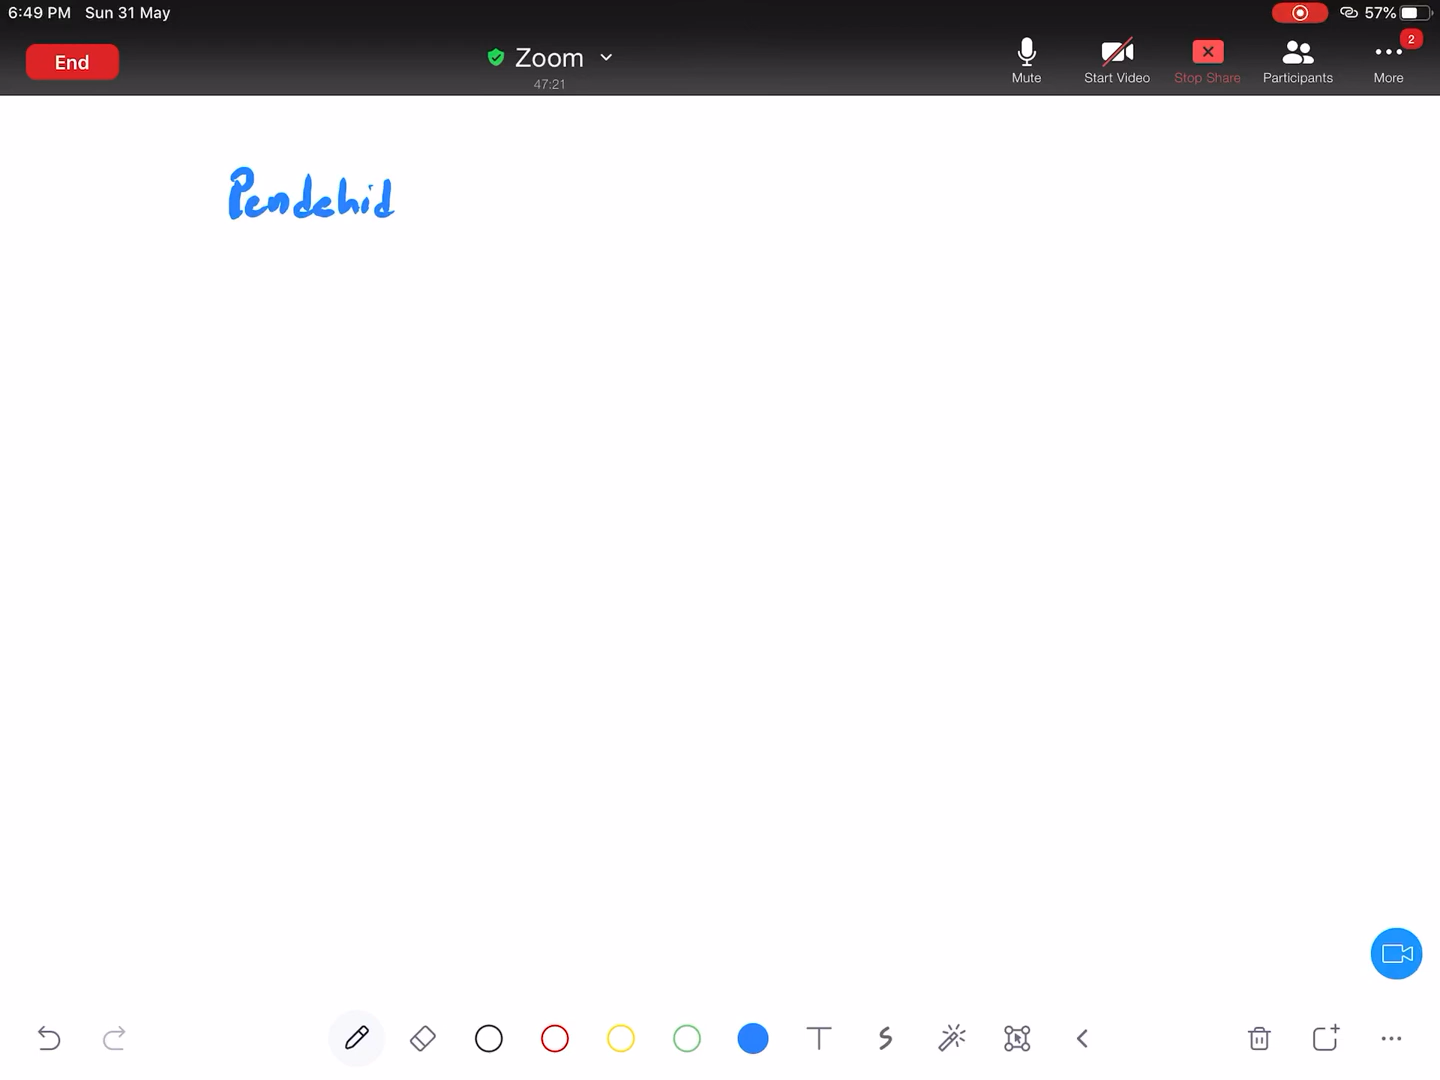 6:49 PM Sun 31 May
57%
End
Zoom
47:21
Mute
Start Video
Stop Share
Participants
2
More
Pendehid